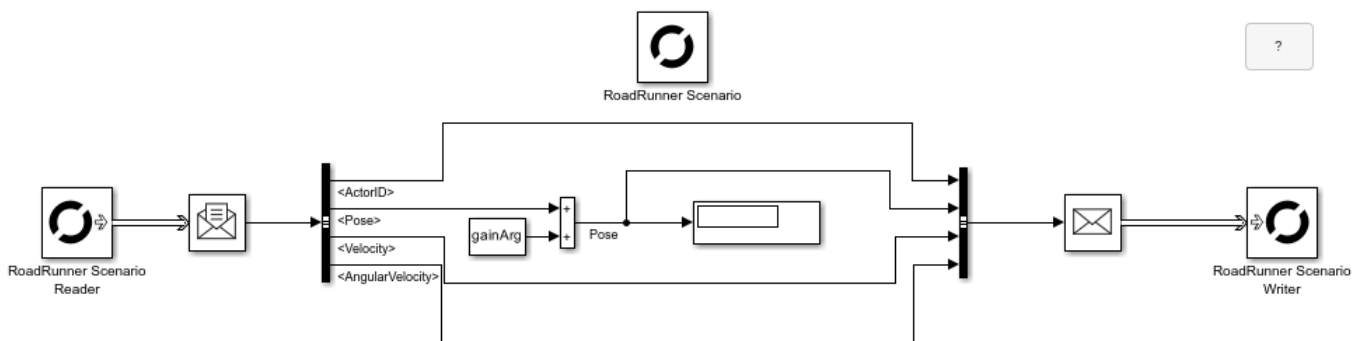 ?
RoadRunner Scenario
<ActorID>
<Pose>
<Velocity>
<AngularVelocity>
gainArg
+
+
Pose
RoadRunner Scenario
Reader
RoadRunner Scenario
Writer